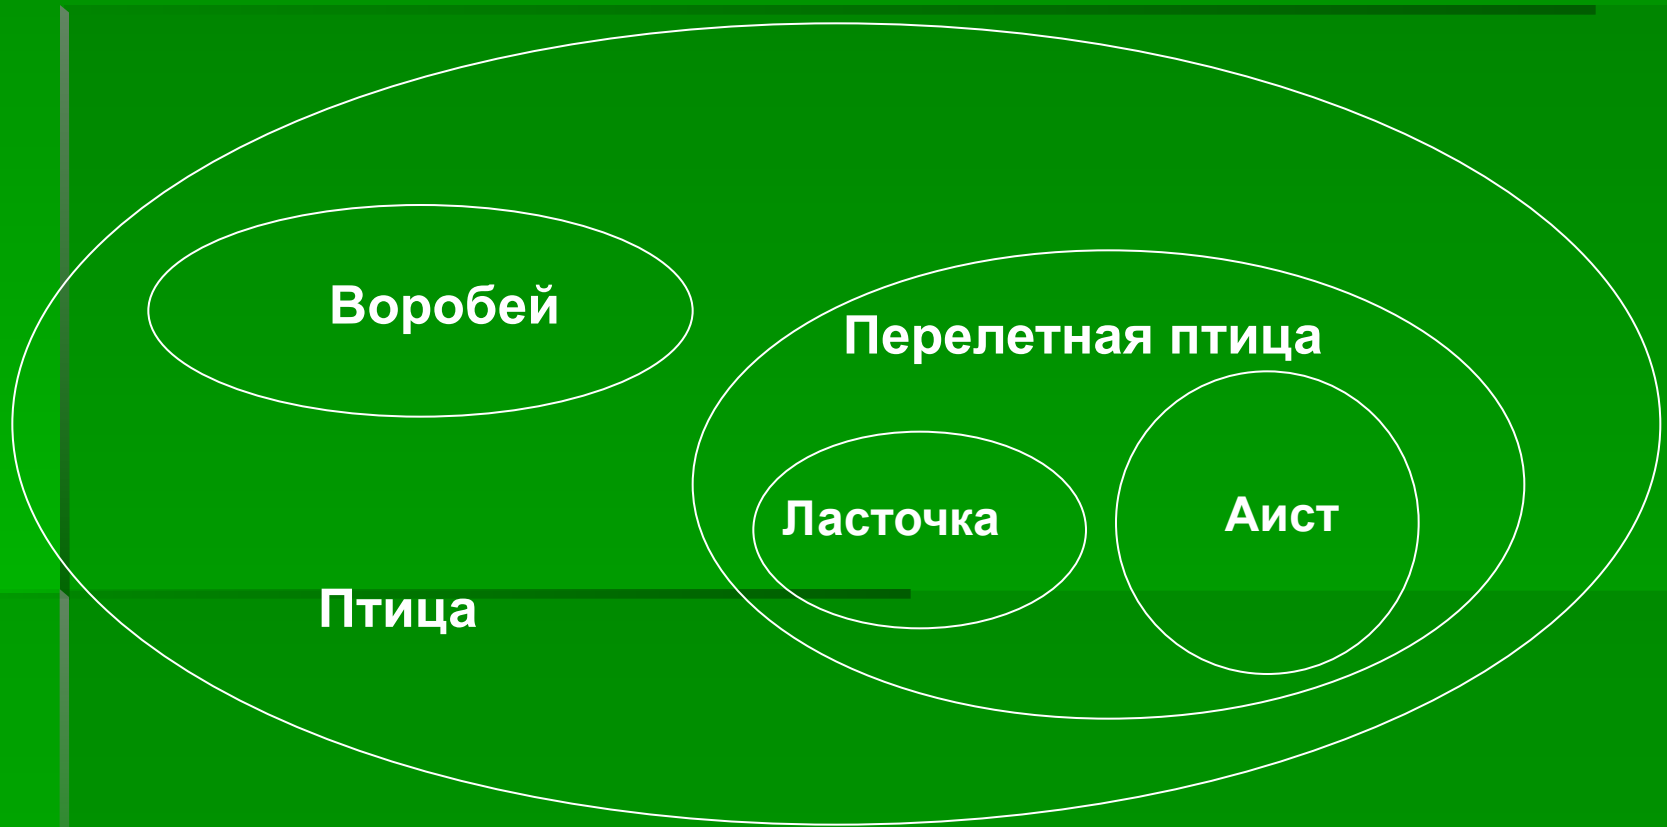 Воробей
Перелетная птица
Ласточка
Аист
Птица